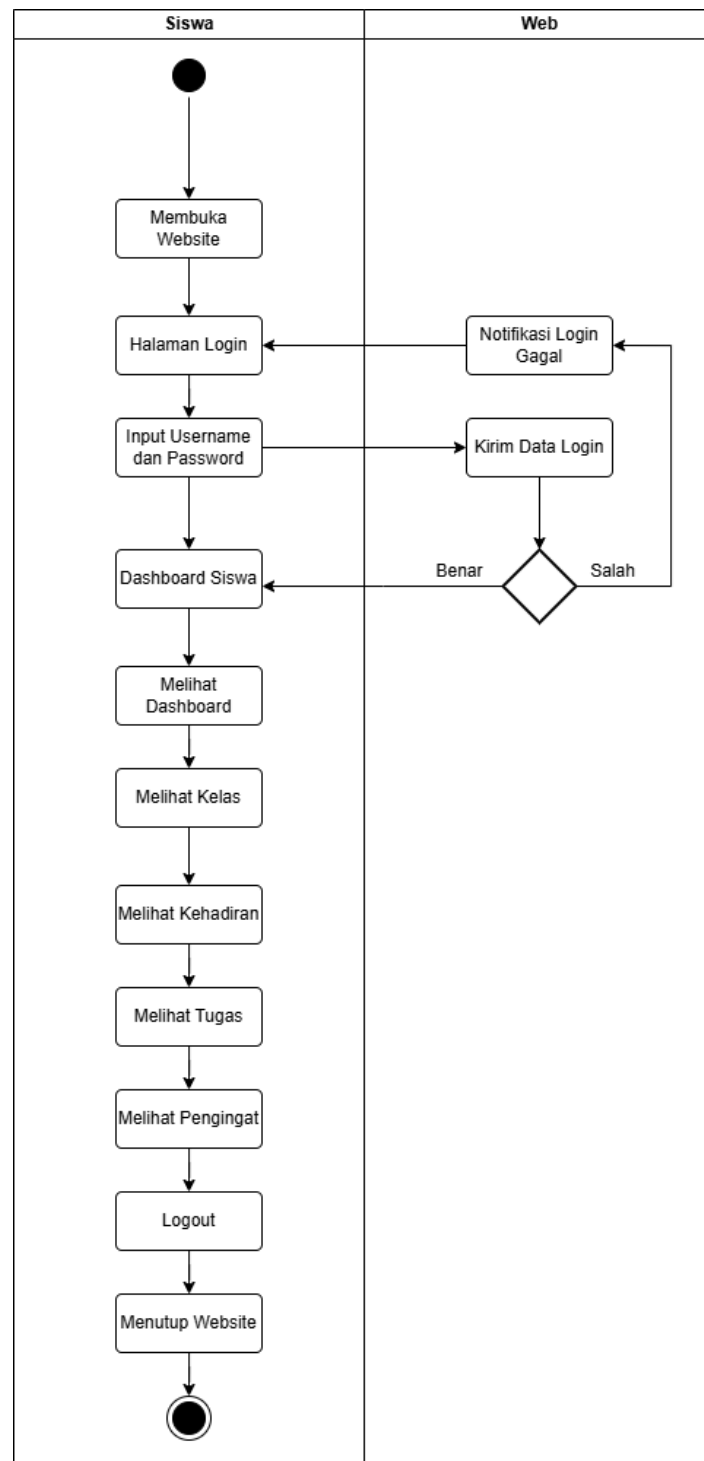 Siswa
Web
Membuka
Website
Halaman Login
Notifikasi Login
Gagal
Input Username
dan Password
Kirim Data Login
Dashboard Siswa
Benar
Salah
Melihat
Dashboard
Melihat Kelas
Melihat Kehadiran
Melihat Tugas
Melihat Pengingat
Logout
Menutup Website